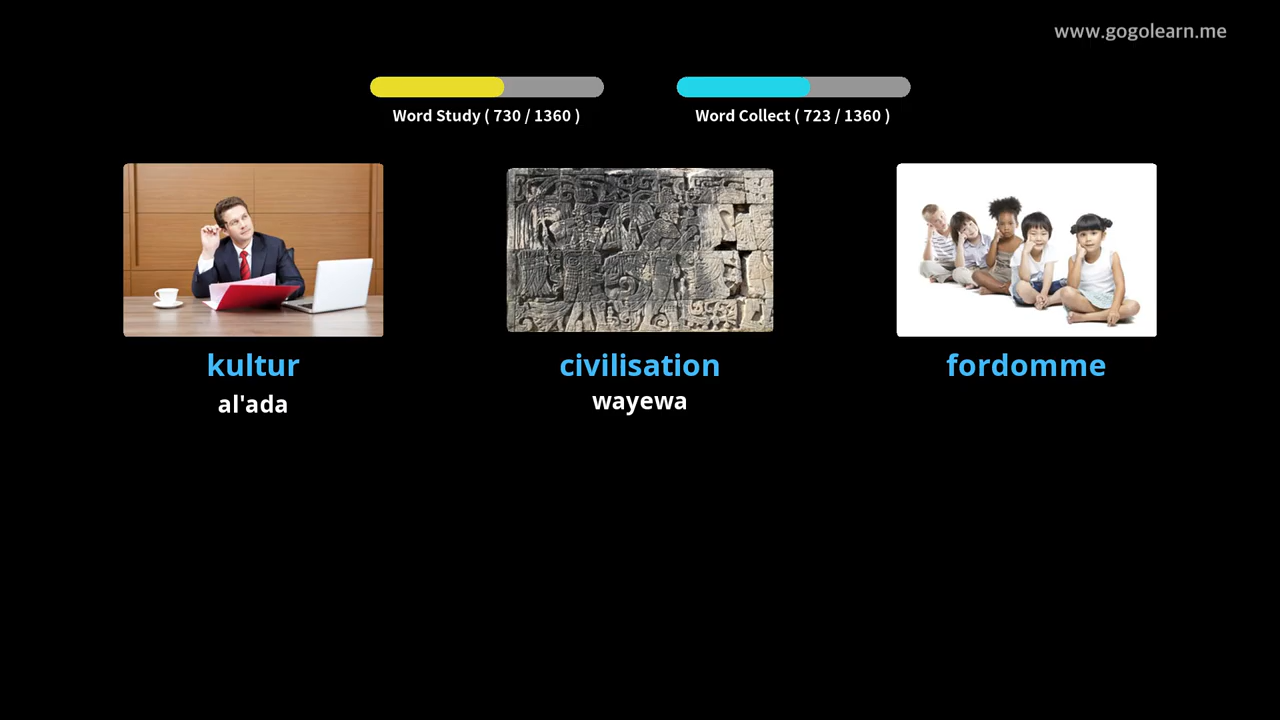 www.gogolearn.me
Word Study ( 730 / 1360 )
Word Collect ( 723 / 1360 )
kultur
civilisation
fordomme
al'ada
wayewa